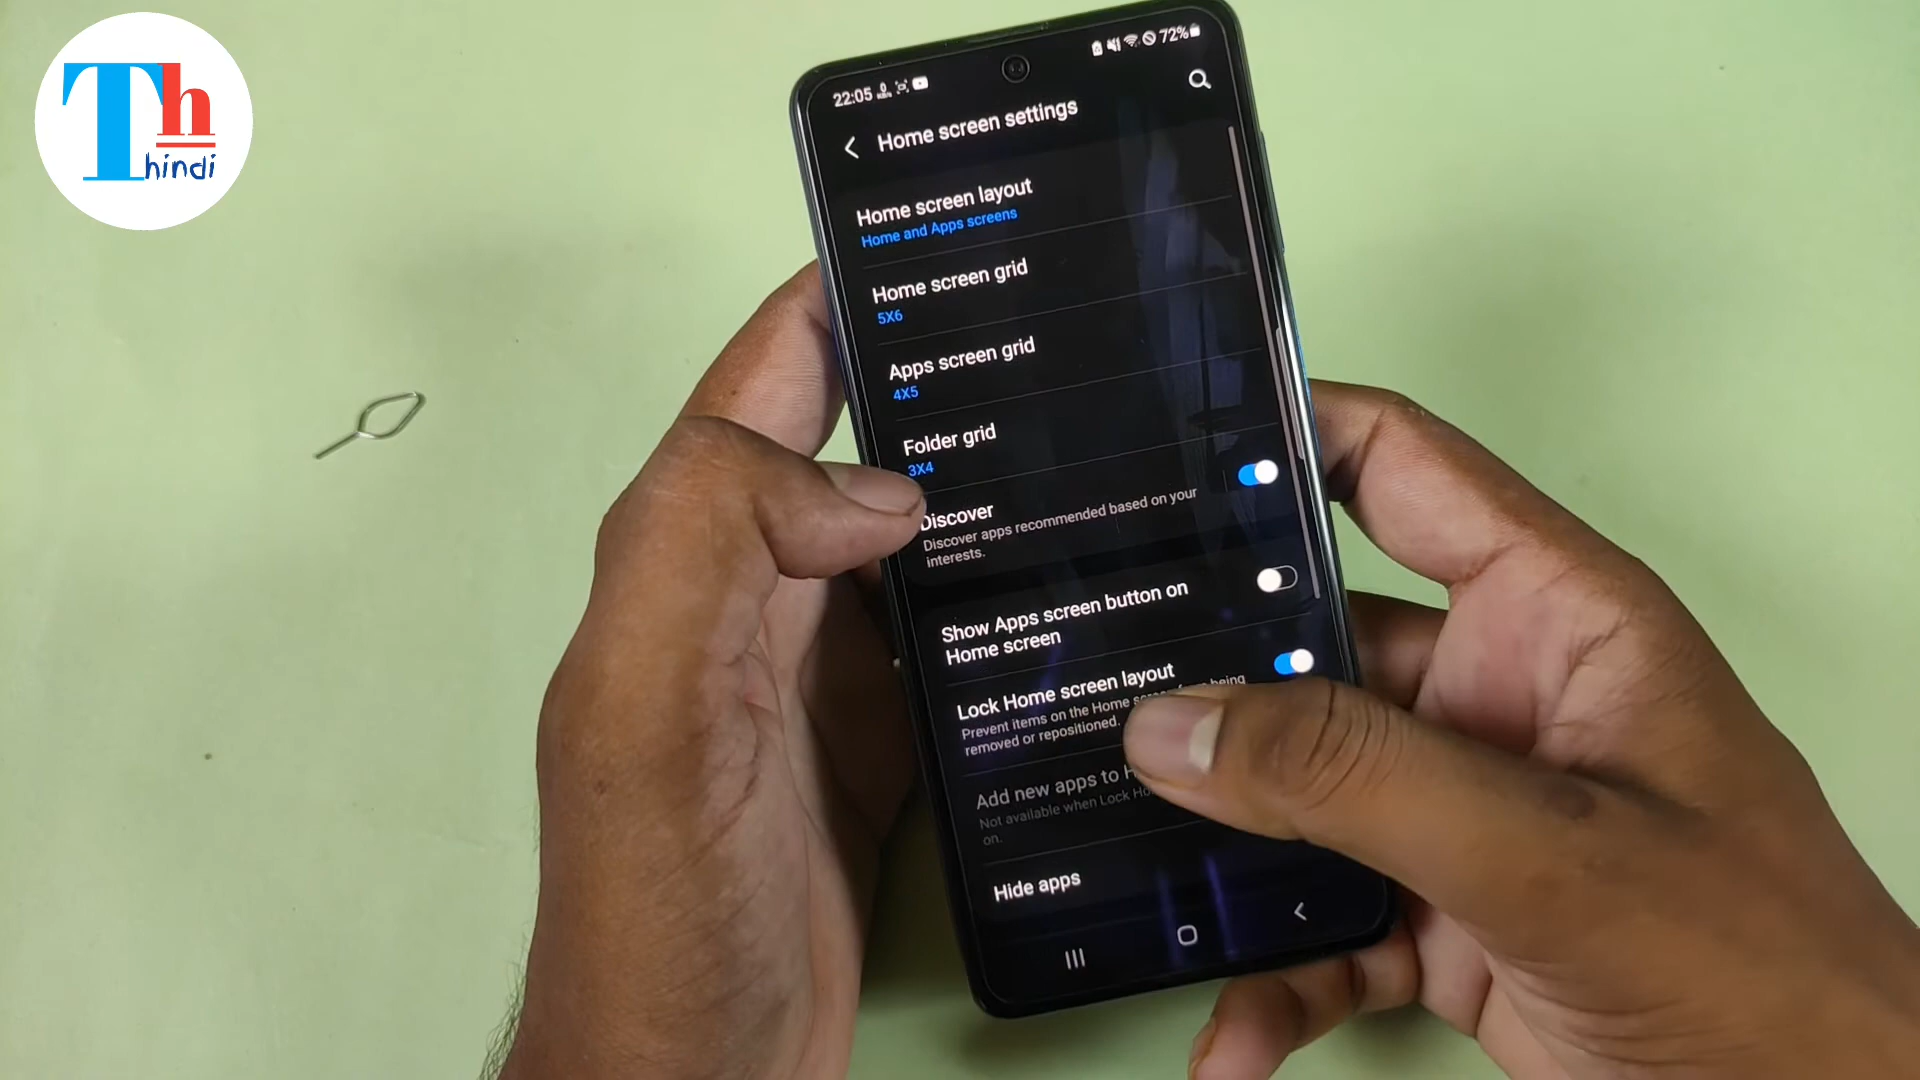 Th
hindi
22:05
72%
Home screen settings
Home screen layout
Home and Apps screens
Home screen grid
5X6
Apps screen grid
4X5
Folder grid
3X4
Discover
Discover apps recommended based on your
interests.
Show Apps screen button on
Home screen
Lock Home screen layout
Prevent items on the Home being
removed or repositioned.
Add new apps to
Not available when Lock
on.
Hide apps